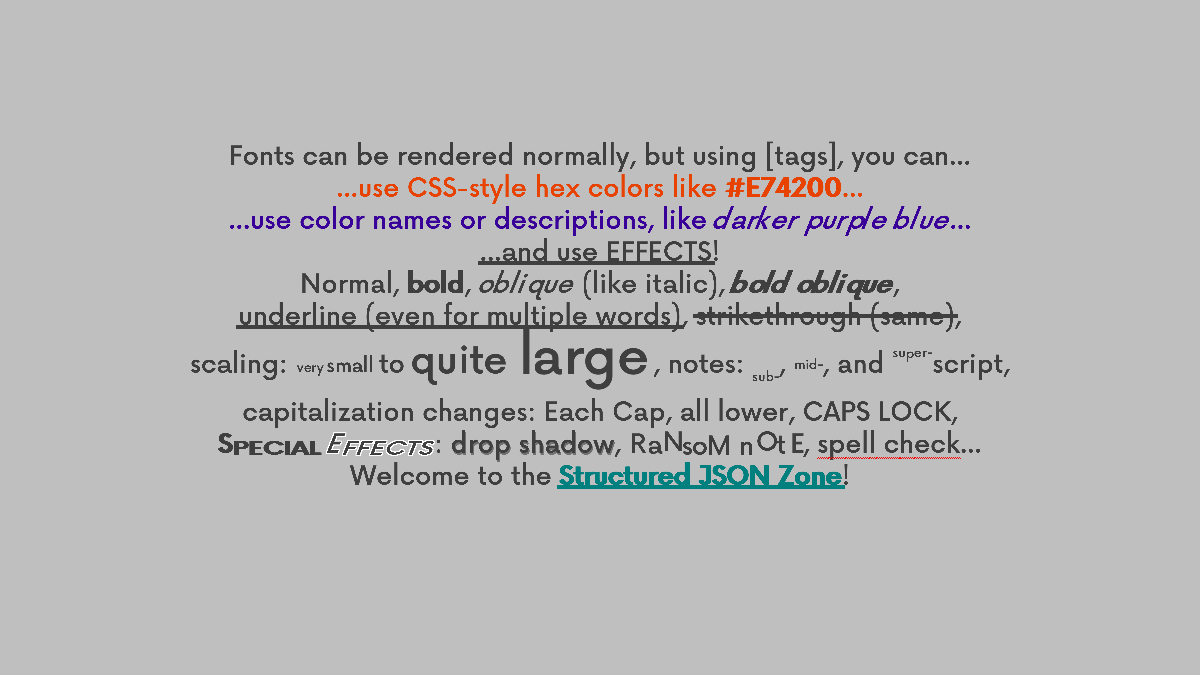 Fonts can be rendered normally, but using [tags], you can...
...use CSS-style hex colors like #E74200...
...use color names or descriptions, like darker purple blue...
...and use EFFECTS!
Normal, bold, oblique (like italic), bold oblique,
underline (even for multiple words), strikethrough (same),
scaling: very small to quite large, notes: sub-, mid-, and super-script,
capitalization changes: Each Cap, all lower, CAPS LOCK,
SPECIAL EFFECTS: drop shadow, RaNsoM nOtE, spell check...
Welcome to the Structured JSON Zone!